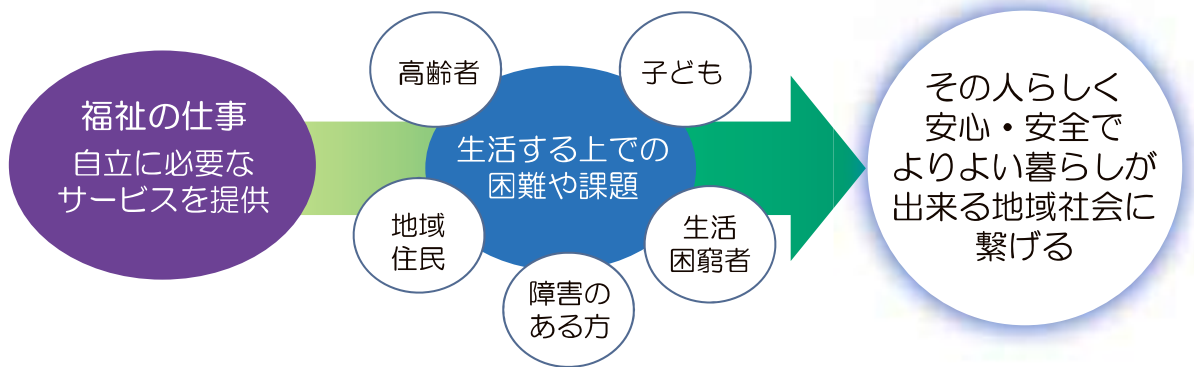 福祉の仕事
自立に必要な
サービスを提供
高齢者
子ども
生活する上での
困難や課題
地域
住民
障害の
ある方
生活
困窮者
その人らしく
安心・安全で
よりよい暮らしが
出来る地域社会に
繋げる